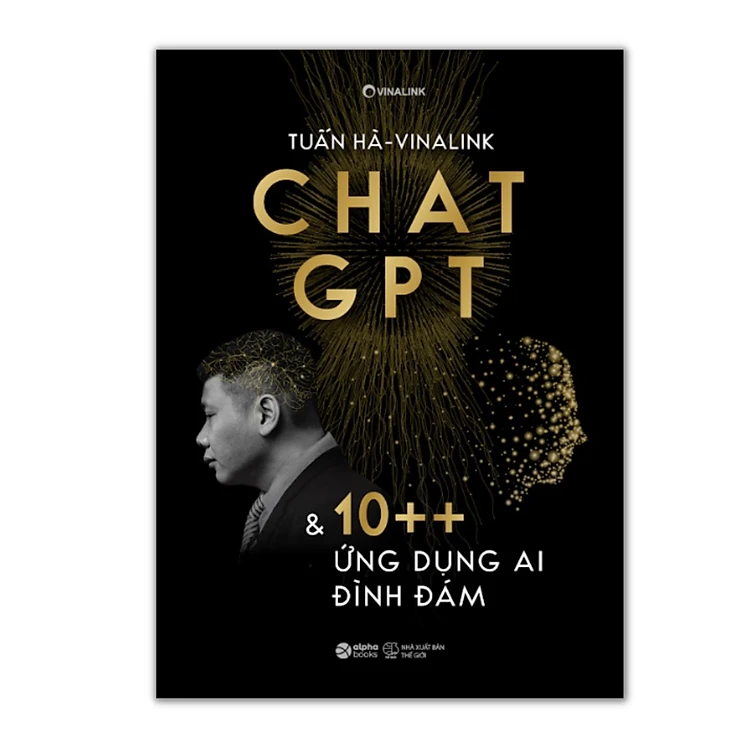 VINALINK
TUẤN HÀ-VINALINK
CHAT
GPT
& 10++
ỨNG DỤNG AI
ĐÌNH ĐÁM
alpha books
NHÀ XUẤT BẢN
THẾ GIỚI